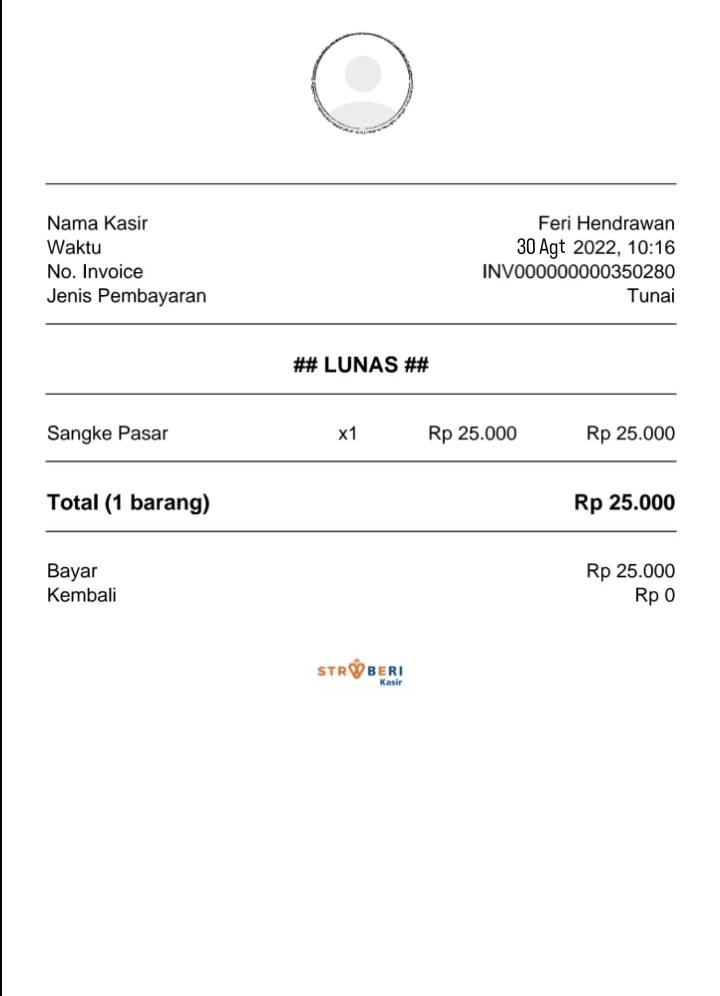 Nama Kasir Feri Hendrawan
Waktu 30 Agt 2022, 10:16
No. Invoice INV000000000350280
Jenis Pembayaran Tunai
## LUNAS ##
Sangke Pasar x1 Rp 25.000 Rp 25.000
Total (1 barang) Rp 25.000
Bayar Rp 25.000
Kembali Rp 0
STROBERI
Kasir